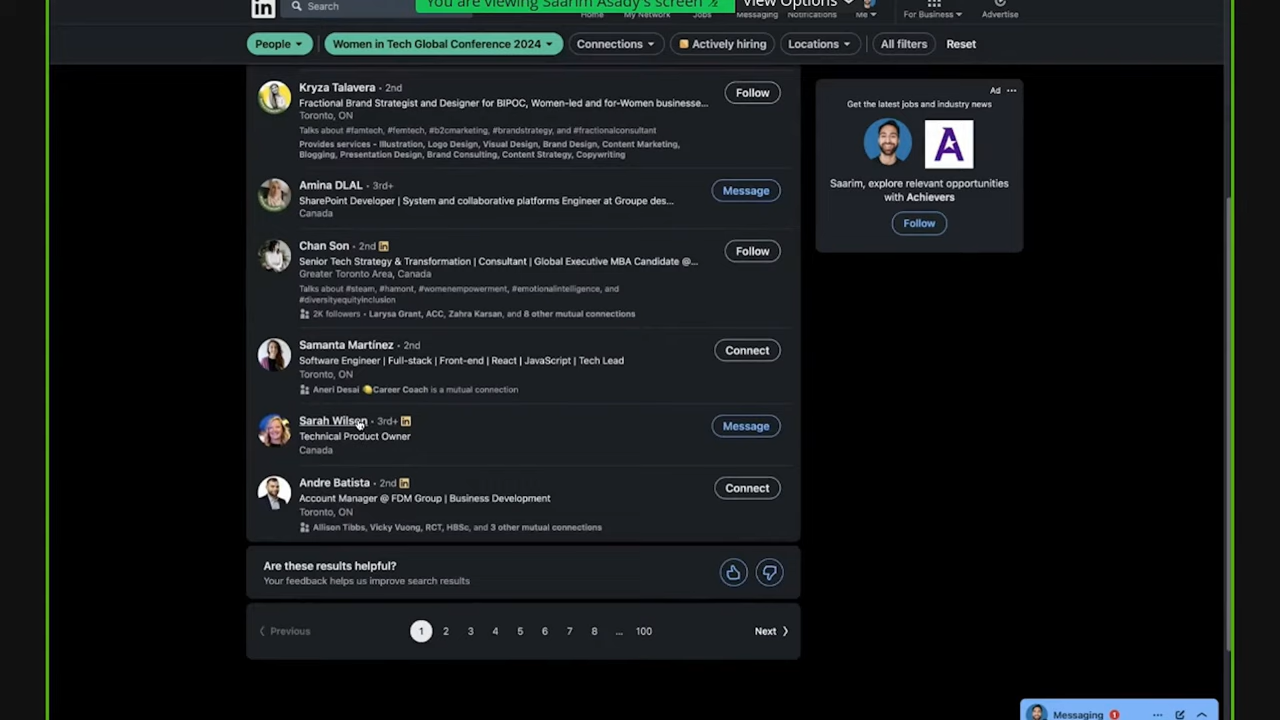 You are viewing Saarim Asady's screen
View Options
in
Search
Home
My Network
Jobs
Messaging
Notifications
Me
For Business
Advertise
People
Women in Tech Global Conference 2024
Connections
Actively hiring
Locations
All filters
Reset
Kryza Talavera • 2nd
Follow
Fractional Brand Strategist and Designer for BIPOC, Women-led and for-Women businesse...
Toronto, ON
Talks about #famtech, #femtech, #b2cmarketing, #brandstrategy, and #fractionalconsultant
Provides services - Illustration, Logo Design, Visual Design, Brand Design, Content Marketing,
Blogging, Presentation Design, Brand Consulting, Content Strategy, Copywriting
Amina DLAL • 3rd+
Message
SharePoint Developer | System and collaborative platforms Engineer at Groupe des...
Canada
Chan Son • 2nd in
Follow
Senior Tech Strategy & Transformation | Consultant | Global Executive MBA Candidate @...
Greater Toronto Area, Canada
Talks about #steam, #hamont, #womenempowerment, #emotionalintelligence, and
#diversityequityinclusion
2K followers • Larysa Grant, ACC, Zahra Karsan, and 8 other mutual connections
Samanta Martínez • 2nd
Connect
Software Engineer | Full-stack | Front-end | React | JavaScript | Tech Lead
Toronto, ON
Aneri Desai 🍋Career Coach is a mutual connection
Sarah Wilson • 3rd+ in
Message
Technical Product Owner
Canada
Andre Batista • 2nd in
Connect
Account Manager @ FDM Group | Business Development
Toronto, ON
Allison Tibbs, Vicky Vuong, RCT, HBSc, and 3 other mutual connections
Are these results helpful?
Your feedback helps us improve search results
Previous 1 2 3 4 5 6 7 8 ... 100 Next
Ad ...
Get the latest jobs and industry news
A
Saarim, explore relevant opportunities
with Achievers
Follow
Messaging 1 ...